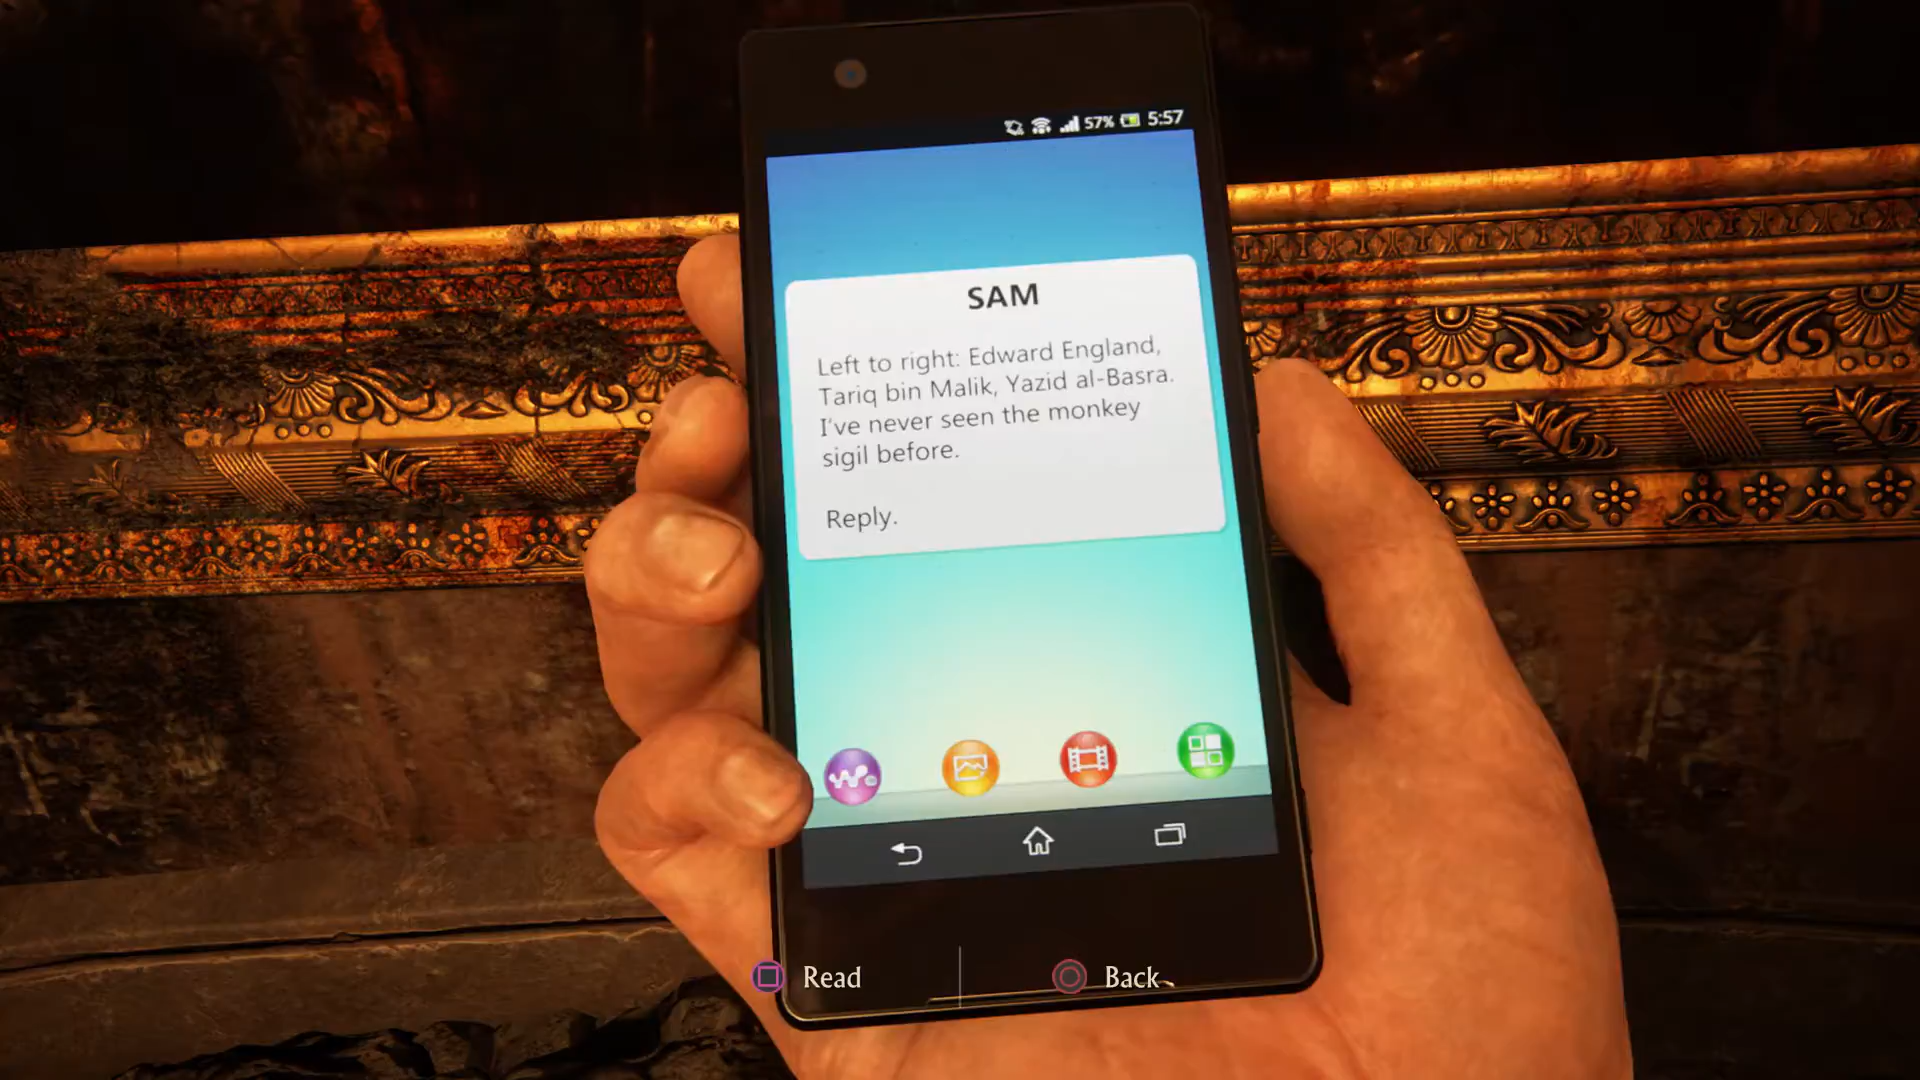 57% 5:57
SAM
Left to right: Edward England,
Tariq bin Malik, Yazid al-Basra.
I've never seen the monkey
sigil before.
Reply.
Read
Back